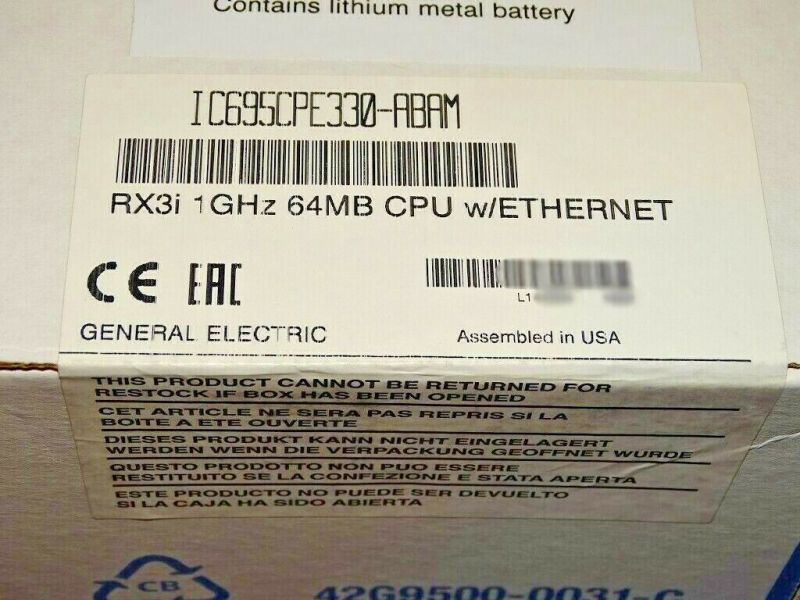 Contains lithium metal battery
IC695CPE330-ABAM
RX3i 1GHz 64MB CPU w/ETHERNET
CE EAC
L1
GENERAL ELECTRIC
Assembled in USA
THIS PRODUCT CANNOT BE RETURNED FOR
RESTOCK IF BOX HAS BEEN OPENED
CET ARTICLE NE SERA PAS REPRIS SI LA
BOITE A ETE OUVERTE
DIESES PRODUKT KANN NICHT EINGELAGERT
WERDEN WENN DIE VERPACKUNG GEOFFNET WURDE
QUESTO PRODOTTO NON PUO ESSERE
RESTITUITO SE LA CONFEZIONE E STATA APERTA
ESTE PRODUCTO NO PUEDE SER DEVUELTO
SI LA CAJA HA SIDO ABIERTA
CB
42G9500-0031-C